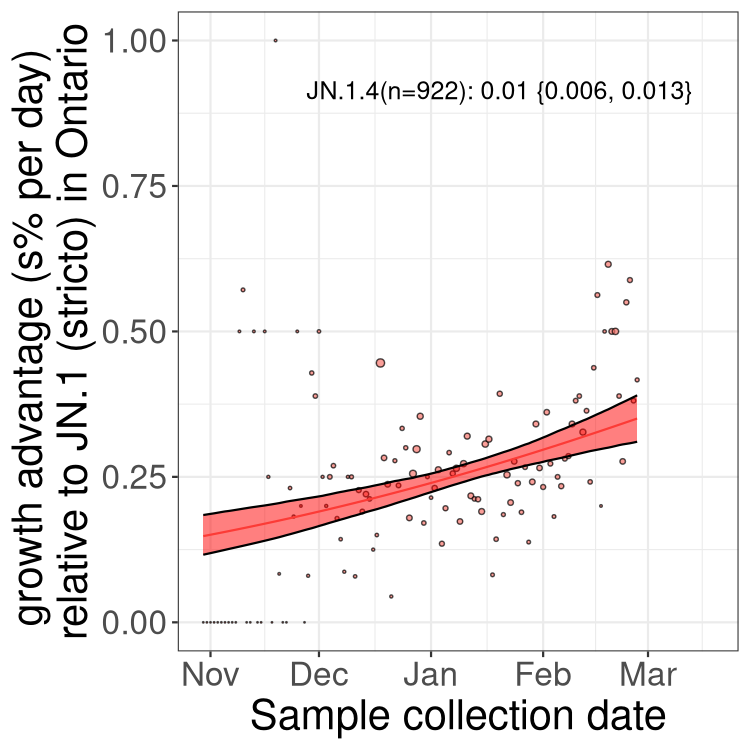 growth advantage (s% per day)
relative to JN.1 (stricto) in Ontario
1.00
0.75
0.50
0.25
0.00
JN.1.4(n=922): 0.01 {0.006, 0.013}
Nov Dec Jan Feb Mar
Sample collection date